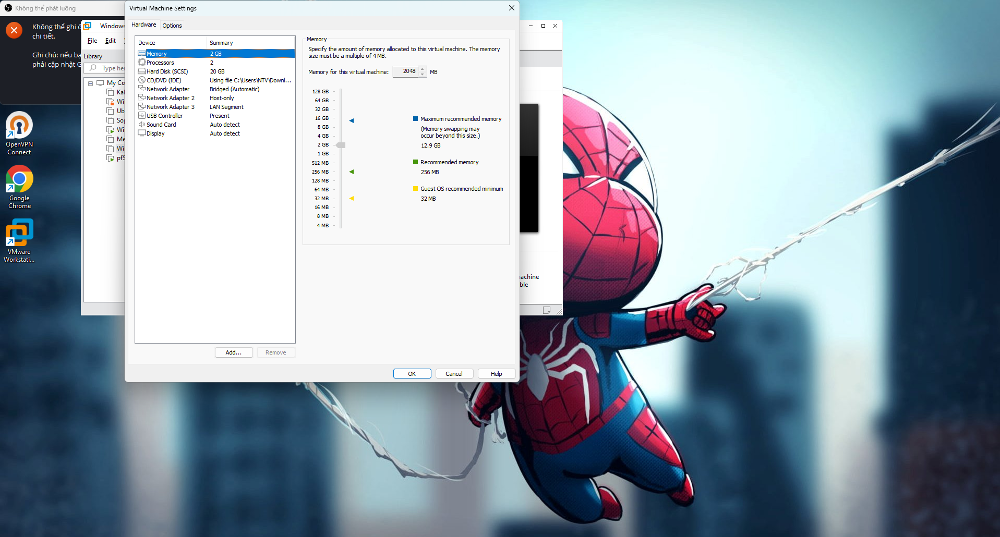 Không thể phát luồng
Không thể ghi
chi tiết.
Ghi chú: nếu
phải cập nhật
OpenVPN
Connect
Google
Chrome
VMware
Workstati...
Windows
File Edit
Library
Type here
My Co
Kal
Wi
Ub
So
Wi
Me
Wi
pfS
achine
ble
Virtual Machine Settings
Hardware Options
Device Summary
Memory 2 GB
Processors 2
Hard Disk (SCSI) 20 GB
CD/DVD (IDE) Using file C:\Users\NTV\Downl...
Network Adapter Bridged (Automatic)
Network Adapter 2 Host-only
Network Adapter 3 LAN Segment
USB Controller Present
Sound Card Auto detect
Display Auto detect
Add... Remove
Memory
Specify the amount of memory allocated to this virtual machine. The memory
size must be a multiple of 4 MB.
Memory for this virtual machine: 2048 MB
128 GB
64 GB
32 GB
16 GB
8 GB
4 GB
2 GB
1 GB
512 MB
256 MB
128 MB
64 MB
32 MB
16 MB
8 MB
4 MB
Maximum recommended memory
(Memory swapping may
occur beyond this size.)
12.9 GB
Recommended memory
256 MB
Guest OS recommended minimum
32 MB
OK Cancel Help